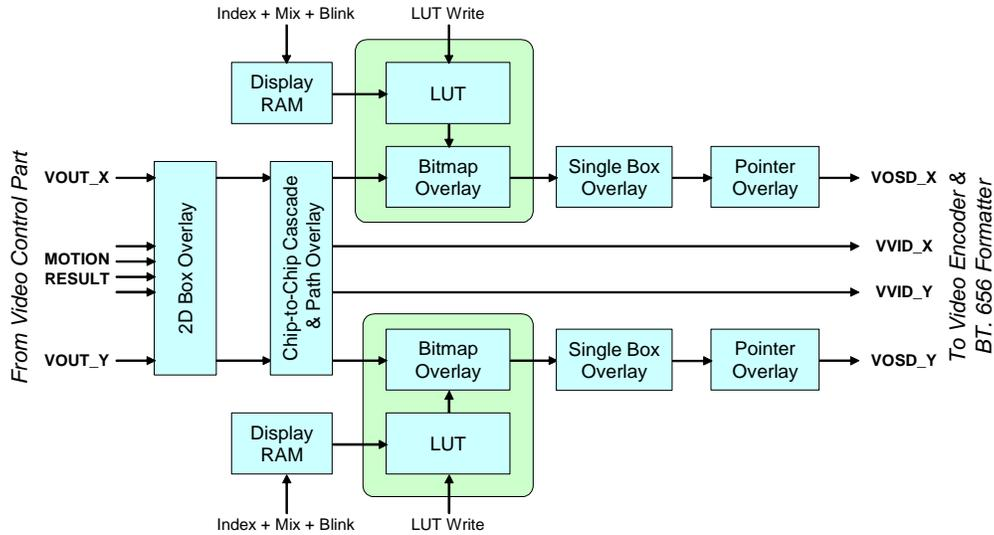 Index + Mix + Blink
LUT Write
Display
RAM
LUT
From Video Control Part
VOUT_X
2D Box Overlay
Chip-to-Chip Cascade
& Path Overlay
Bitmap
Overlay
Single Box
Overlay
Pointer
Overlay
VOSD_X
To Video Encoder &
BT. 656 Formatter
MOTION
RESULT
VVID_X
VVID_Y
VOUT_Y
Bitmap
Overlay
Single Box
Overlay
Pointer
Overlay
VOSD_Y
Display
RAM
LUT
Index + Mix + Blink
LUT Write